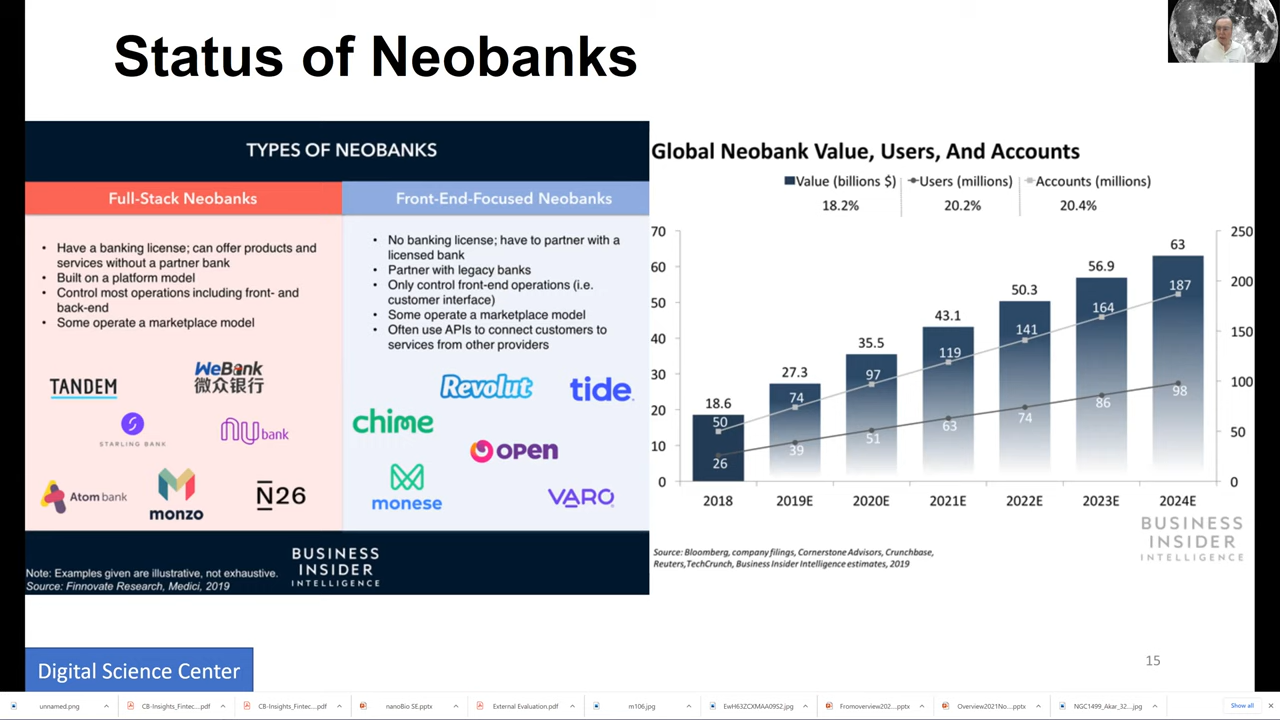 Status of Neobanks
TYPES OF NEOBANKS
Full-Stack Neobanks
Have a banking license; can offer products and
services without a partner bank
Built on a platform model
Control most operations including front- and
back-end
Some operate a marketplace model
TANDEM
WeBank
微众银行
STARLING BANK
nu bank
Atom bank
monzo
N26
Front-End-Focused Neobanks
No banking license; have to partner with a
licensed bank
Partner with legacy banks
Only control front-end operations (i.e.
customer interface)
Some operate a marketplace model
Often use APIs to connect customers to
services from other providers
Revolut
tide
chime
open
monese
VARO
Note: Examples given are illustrative, not exhaustive.
Source: Finnovate Research, Medici, 2019
BUSINESS
INSIDER
INTELLIGENCE
Global Neobank Value, Users, And Accounts
Value (billions $) Users (millions) Accounts (millions)
18.2% 20.2% 20.4%
70
60
50
40
30
20
10
0
250
200
150
100
50
0
18.6 27.3 35.5 43.1 50.3 56.9 63
50 74 97 119 141 164 187
26 39 51 63 74 86 98
2018 2019E 2020E 2021E 2022E 2023E 2024E
BUSINESS
INSIDER
INTELLIGENCE
Source: Bloomberg, company filings, Cornerstone Advisors, Crunchbase,
Reuters,TechCrunch, Business Insider Intelligence estimates, 2019
Digital Science Center
15
unnamed.png CB-Insights_Fintec....pdf CB-Insights_Fintec....pdf nanoBio SE.pptx External Evaluation.pdf m106.jpg EwH63ZCXMAA09S2.jpg Fromoverview202....pptx Overview2021No....pptx NGC1499_Akar_32....jpg Show all